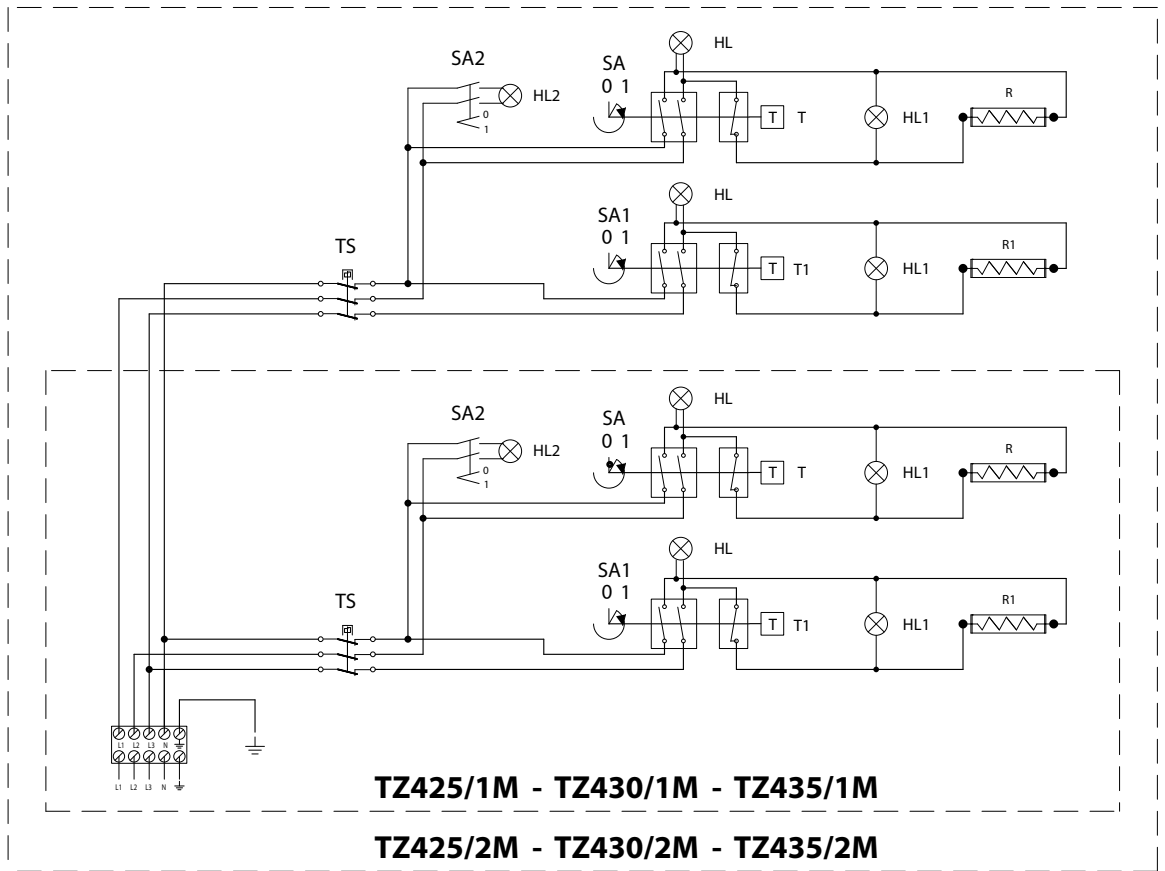 HL
SA2
SA
0 1
HL2
0
1
T T
HL1
R
HL
SA1
0 1
TS
T T1
HL1
R1
HL
SA2
SA
0 1
HL2
0
1
T T
HL1
R
HL
SA1
0 1
TS
T T1
HL1
R1
L1 L2 L3 N
L1 L2 L3 N
TZ425/1M - TZ430/1M - TZ435/1M
TZ425/2M - TZ430/2M - TZ435/2M